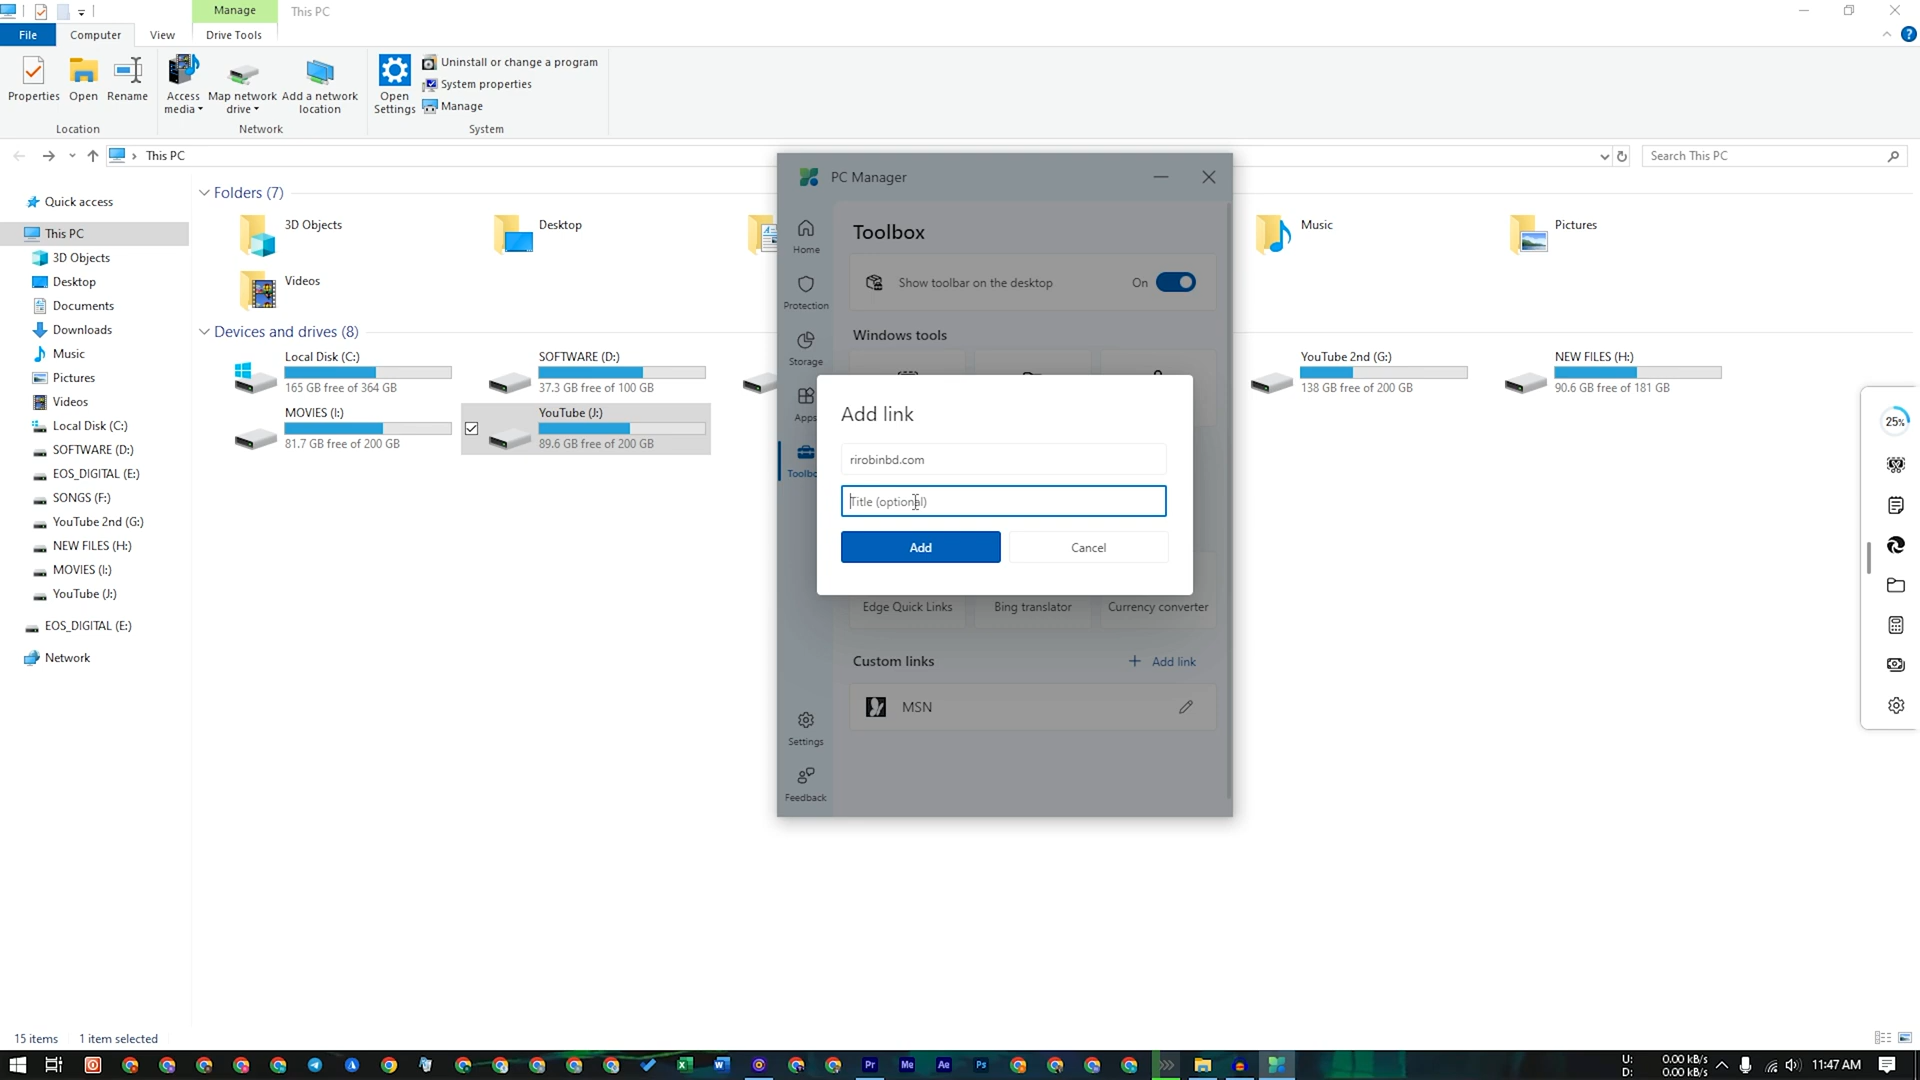 Manage
This PC
File
Computer
View
Drive Tools
Properties
Open
Rename
Access media
Map network drive
Add a network location
Open Settings
Uninstall or change a program
System properties
Manage
Location
Network
System
This PC
Search This PC
Quick access
This PC
3D Objects
Desktop
Documents
Downloads
Music
Pictures
Videos
Local Disk (C:)
SOFTWARE (D:)
EOS_DIGITAL (E:)
SONGS (F:)
YouTube 2nd (G:)
NEW FILES (H:)
MOVIES (I:)
YouTube (J:)
EOS_DIGITAL (E:)
Network
Folders (7)
3D Objects
Desktop
Music
Pictures
Videos
Devices and drives (8)
Local Disk (C:)
165 GB free of 364 GB
SOFTWARE (D:)
37.3 GB free of 100 GB
YouTube 2nd (G:)
138 GB free of 200 GB
NEW FILES (H:)
90.6 GB free of 181 GB
MOVIES (I:)
81.7 GB free of 200 GB
YouTube (J:)
89.6 GB free of 200 GB
PC Manager
Home
Protection
Storage
Apps
Toolbo
Settings
Feedback
Toolbox
Show toolbar on the desktop
On
Windows tools
Add link
rirobinbd.com
Title (optional)
Add
Cancel
Edge Quick Links
Bing translator
Currency converter
Custom links
+ Add link
MSN
25%
15 items
1 item selected
U: 0.00 kB/s
D: 0.00 kB/s
11:47 AM